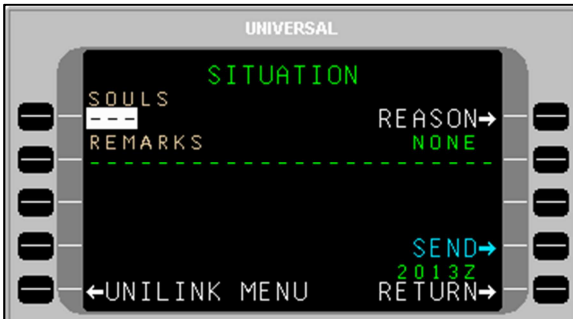 UNIVERSAL
SITUATION
SOULS
--- REASON→
REMARKS NONE
------------------------
SEND→
2013Z
←UNILINK MENU RETURN→